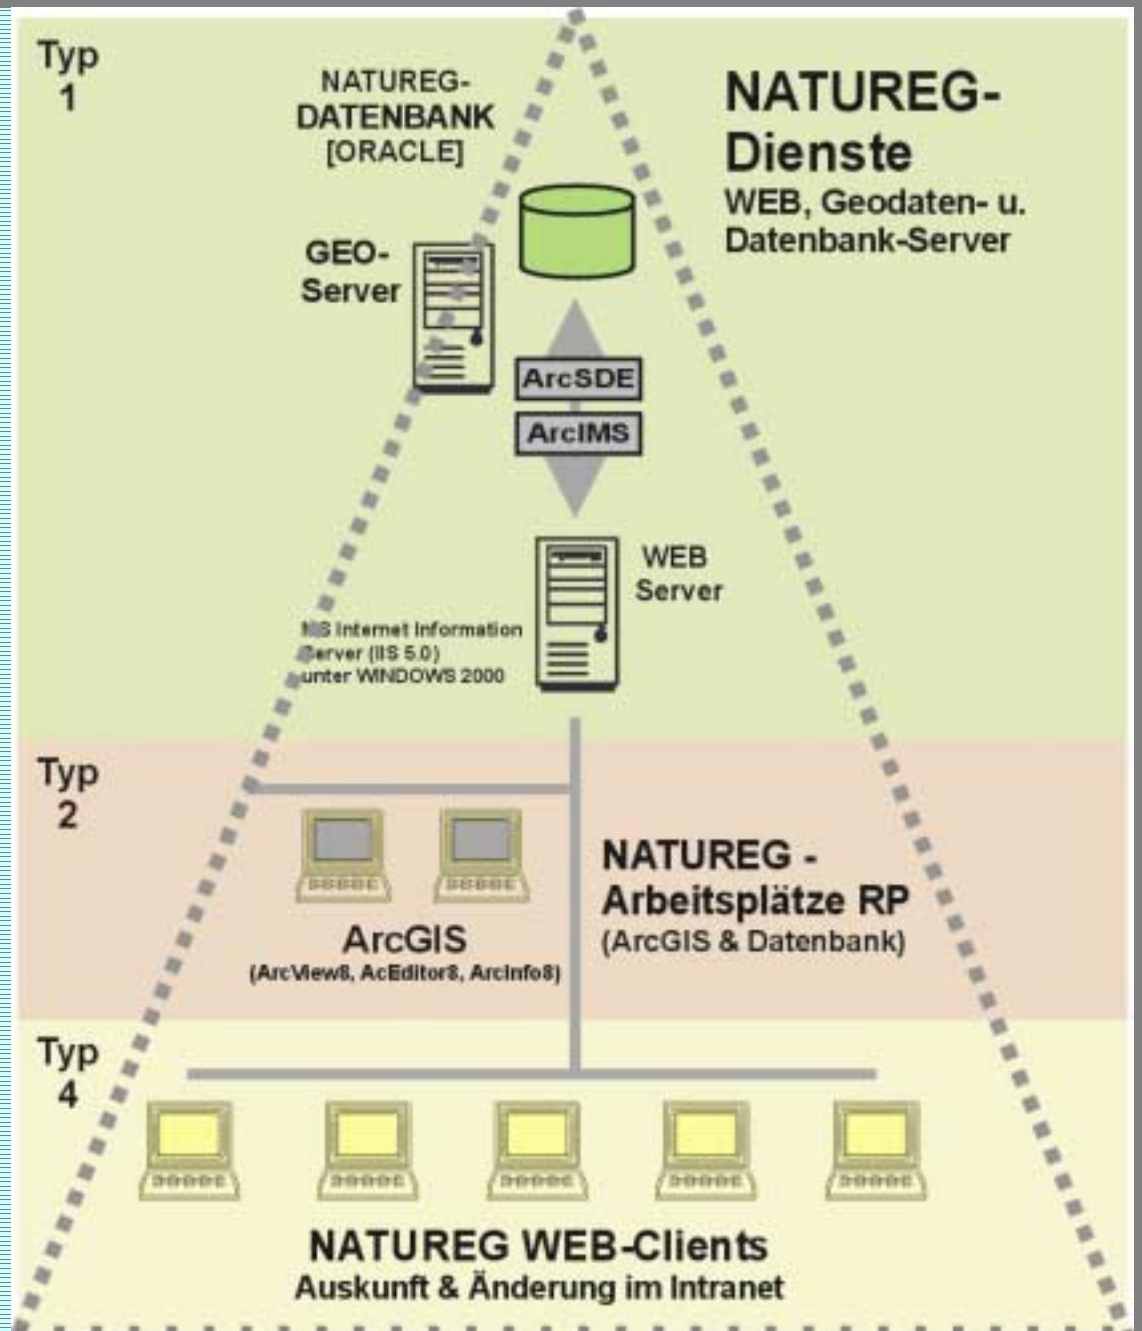 Typ
1
NATUREG-
DATENBANK
[ORACLE]
NATUREG-
Dienste
WEB, Geodaten- u.
Datenbank-Server
GEO-
Server
ArcSDE
ArcIMS
WEB
Server
MS Internet Information
Server (IIS 5.0)
unter WINDOWS 2000
Typ
2
NATUREG -
Arbeitsplätze RP
(ArcGIS & Datenbank)
ArcGIS
(ArcView8, AcEditor8, ArcInfo8)
Typ
4
NATUREG WEB-Clients
Auskunft & Änderung im Intranet